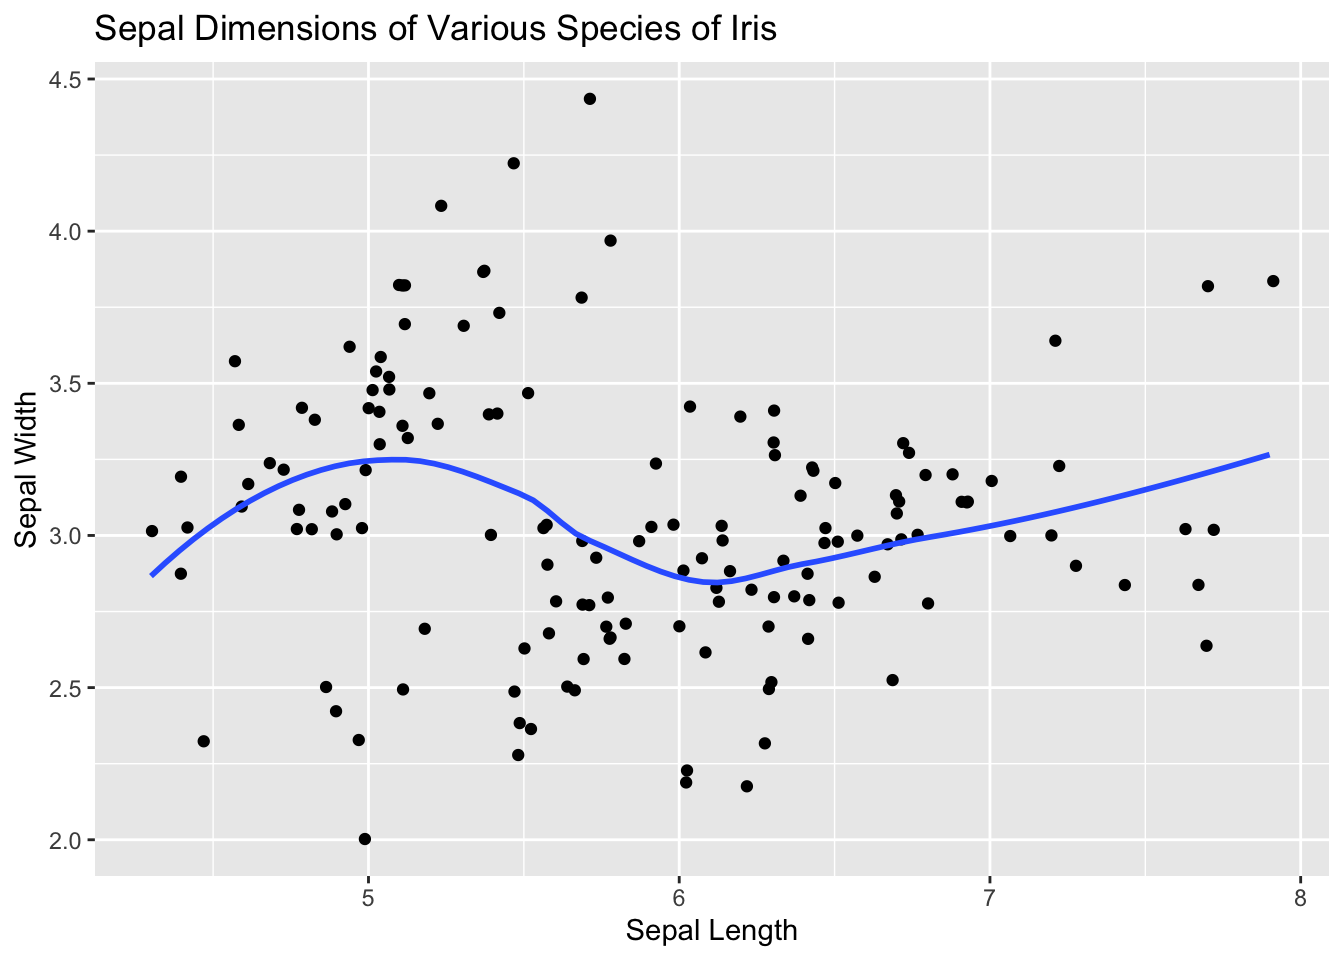 Sepal Dimensions of Various Species of Iris
4.5
4.0
3.5
3.0
2.5
2.0
Sepal Width
5 6 7 8
Sepal Length